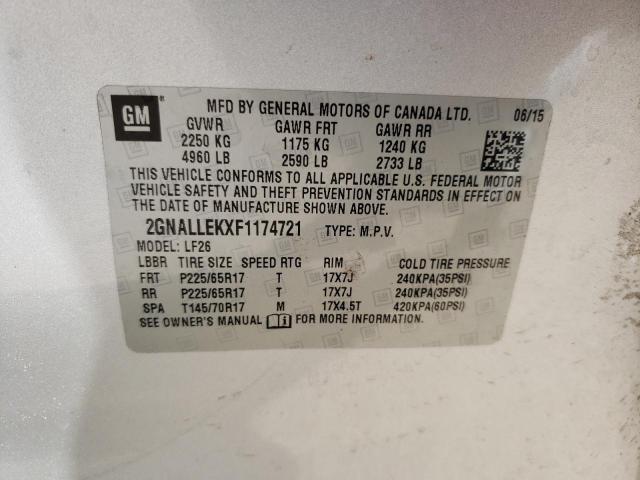 GM
MFD BY GENERAL MOTORS OF CANADA LTD. 06/15
GVWR GAWR FRT GAWR RR
2250 KG 1175 KG 1240 KG
4960 LB 2590 LB 2733 LB
THIS VEHICLE CONFORMS TO ALL APPLICABLE U.S. FEDERAL MOTOR
VEHICLE SAFETY AND THEFT PREVENTION STANDARDS IN EFFECT ON
THE DATE OF MANUFACTURE SHOWN ABOVE.
2GNALLEKXF1174721 TYPE: M.P.V.
MODEL: LF26
LBBR TIRE SIZE SPEED RTG RIM COLD TIRE PRESSURE
FRT P225/65R17 T 17X7J 240KPA(35PSI)
RR P225/65R17 T 17X7J 240KPA(35PSI)
SPA T145/70R17 M 17X4.5T 420KPA(60PSI)
SEE OWNER'S MANUAL i FOR MORE INFORMATION.